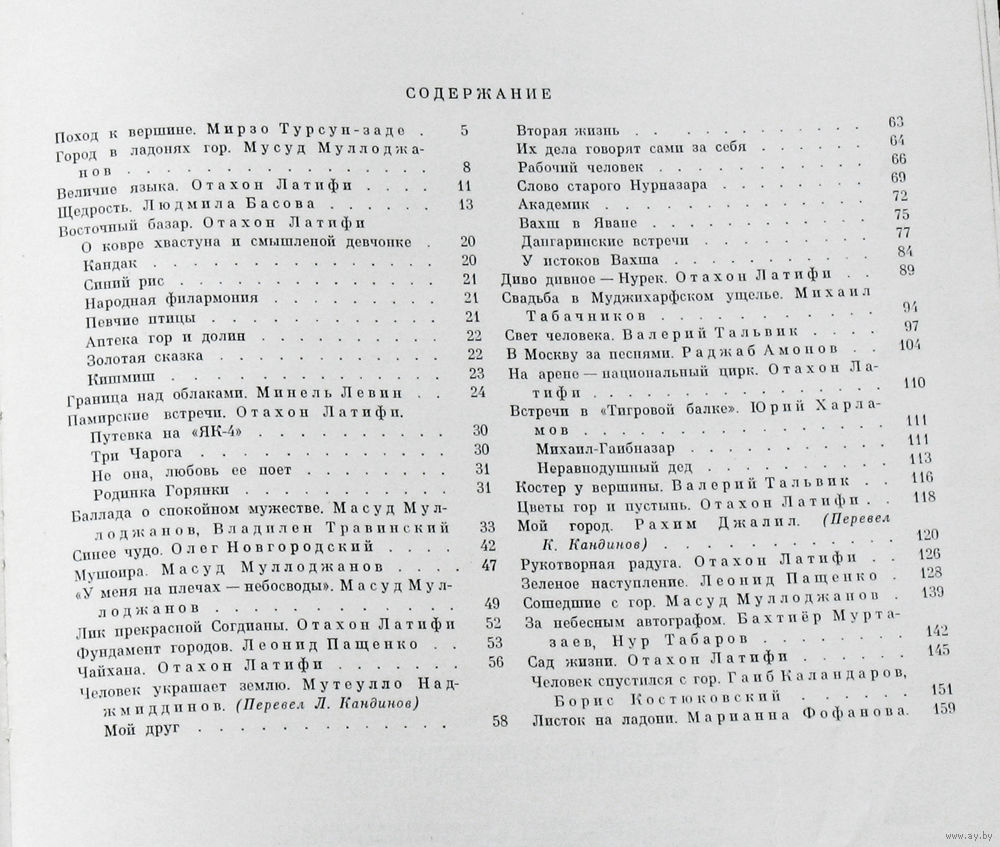 СОДЕРЖАНИЕ
Поход к вершине. Мирзо Турсун-заде . 5
Город в ладонях гор. Мусуд Муллоджа-
нов . . . . . . . . . . . . . . . . 8
Величие языка. Отахон Латифи . . . . 11
Щедрость. Людмила Басова . . . . . . 13
Восточный базар. Отахон Латифи
О ковре хвастуна и смышленой девчонке . 20
Кандак . . . . . . . . . . . . . . 20
Синий рис . . . . . . . . . . . . . 21
Народная филармония . . . . . . . . 21
Певчие птицы . . . . . . . . . . . 21
Аптека гор и долин . . . . . . . . . 22
Золотая сказка . . . . . . . . . . . 22
Кишмиш . . . . . . . . . . . . . . 23
Граница над облаками. Минель Левин . . 24
Памирские встречи. Отахон Латифи.
Путевка на «ЯК-4» . . . . . . . . . 30
Три Чарога . . . . . . . . . . . . 30
Не она, любовь ее поет . . . . . . . 31
Родинка Горянки . . . . . . . . . . 31
Баллада о спокойном мужестве. Масуд Мул-
лоджанов, Владилен Травинский 33
Синее чудо. Олег Новгородский . . . . 42
Мушоира. Масуд Муллоджанов . . . . 47
«У меня на плечах — небосводы». Масуд Мул-
лоджанов . . . . . . . . . . . . . 49
Лик прекрасной Согдианы. Отахон Латифи 52
Фундамент городов. Леонид Пащенко . . 53
Чайхана. Отахон Латифи . . . . . . . 56
Человек украшает землю. Мутеулло Над-
жмиддинов. (Перевел Л. Кандинов)
Мой друг . . . . . . . . . . . . . 58
Вторая жизнь . . . . . . . . . . . . 63
Их дела говорят сами за себя . . . . . . 64
Рабочий человек . . . . . . . . . . . 66
Слово старого Нурназара . . . . . . . . 69
Академик . . . . . . . . . . . . . . 72
Вахш в Яване . . . . . . . . . . . . 75
Дангаринские встречи . . . . . . . . . 77
У истоков Вахша . . . . . . . . . . . 84
Диво дивное — Нурек. Отахон Латифи . . 89
Свадьба в Муджихарфском ущелье. Михаил
Табачников . . . . . . . . . . . . 94
Свет человека. Валерий Тальвик . . . . 97
В Москву за песнями. Раджаб Амонов . . 104
На арене — национальный цирк. Отахон Ла-
тифи . . . . . . . . . . . . . . . 110
Встречи в «Тигровой балке». Юрий Харла-
мов . . . . . . . . . . . . . . . 111
Михаил-Гаибназар . . . . . . . . . . 111
Неравнодушный дед . . . . . . . . . 113
Костер у вершины. Валерий Тальвик . . 116
Цветы гор и пустынь. Отахон Латифи . . 118
Мой город. Рахим Джалил. (Перевел
К. Кандинов) . . . . . . . . . . . 120
Рукотворная радуга. Отахон Латифи . . 126
Зеленое наступление. Леонид Пащенко . 128
Сошедшие с гор. Масуд Муллоджанов . 139
За небесным автографом. Бахтиёр Мурта-
заев, Нур Табаров . . . . . . . . 142
Сад жизни. Отахон Латифи . . . . . . 145
Человек спустился с гор. Гаиб Каландаров,
Борис Костюковский . . . . . . 151
Листок на ладони. Марианна Фофанова. 159
www.ay.by